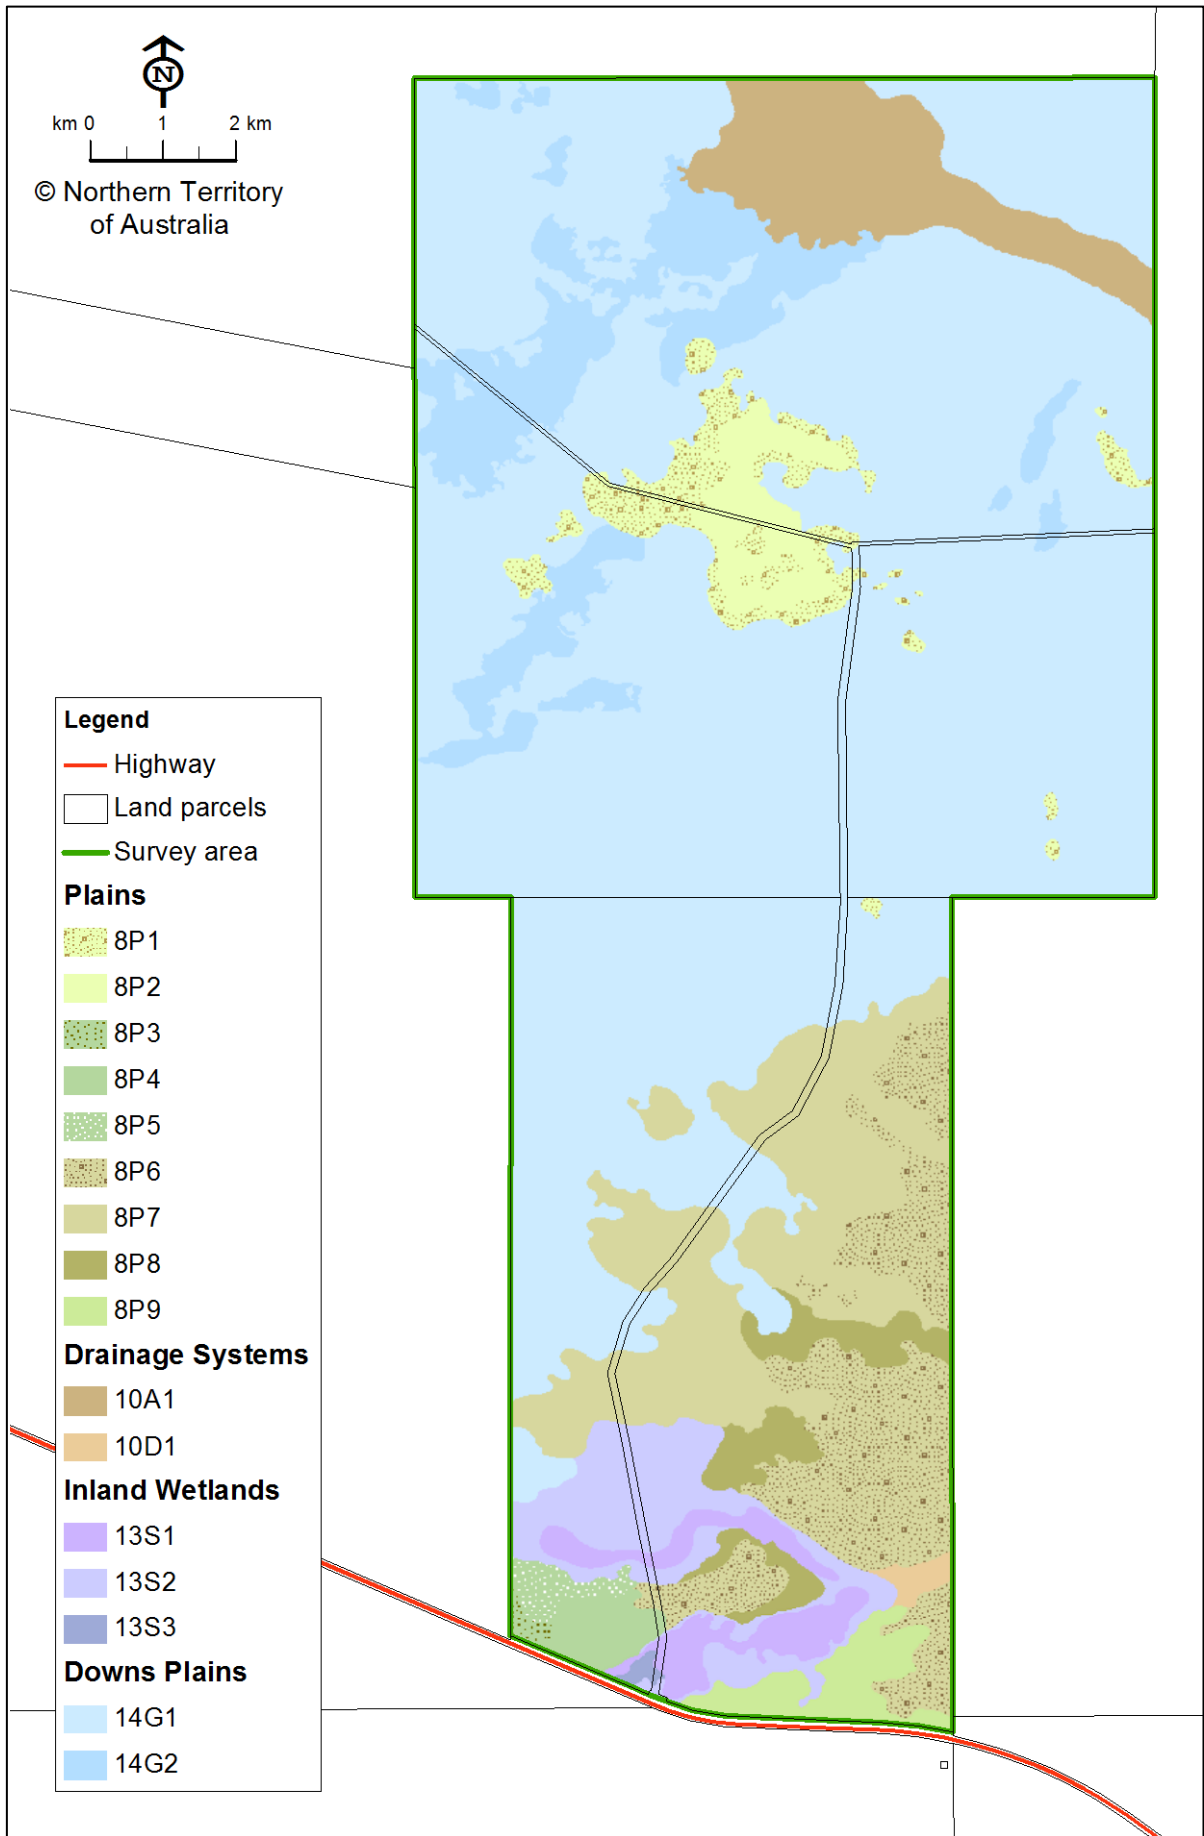 N
km 0 1 2 km
© Northern Territory
of Australia
Legend
Highway
Land parcels
Survey area
Plains
8P1
8P2
8P3
8P4
8P5
8P6
8P7
8P8
8P9
Drainage Systems
10A1
10D1
Inland Wetlands
13S1
13S2
13S3
Downs Plains
14G1
14G2